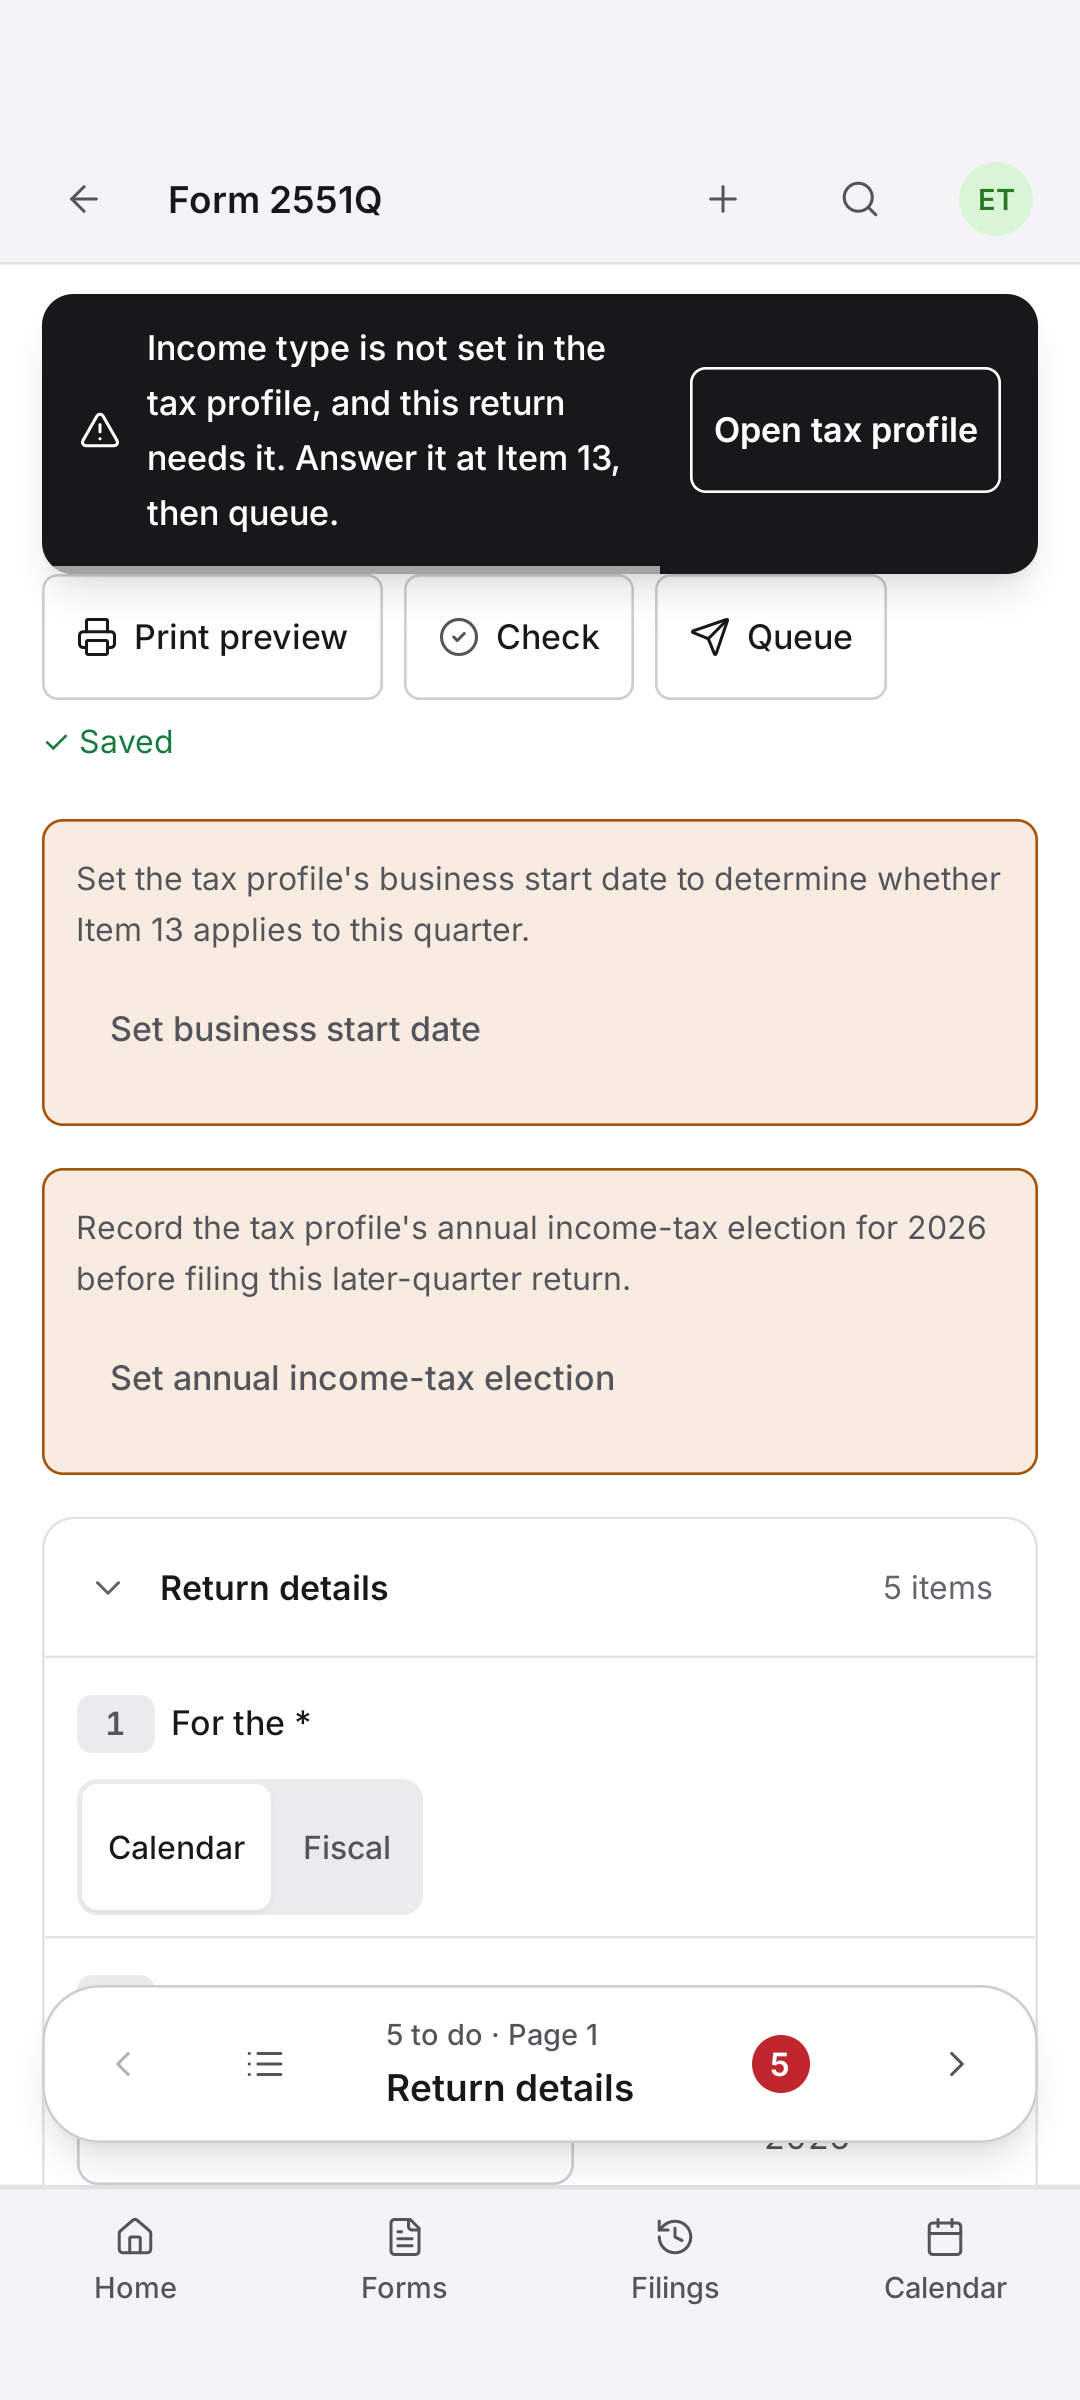 Form 2551Q
ET
Income type is not set in the
tax profile, and this return
needs it. Answer it at Item 13,
then queue.
Open tax profile
Print preview
Check
Queue
Saved
Set the tax profile's business start date to determine whether
Item 13 applies to this quarter.
Set business start date
Record the tax profile's annual income-tax election for 2026
before filing this later-quarter return.
Set annual income-tax election
Return details
5 items
1 For the *
Calendar
Fiscal
5 to do · Page 1
Return details
5
Home
Forms
Filings
Calendar